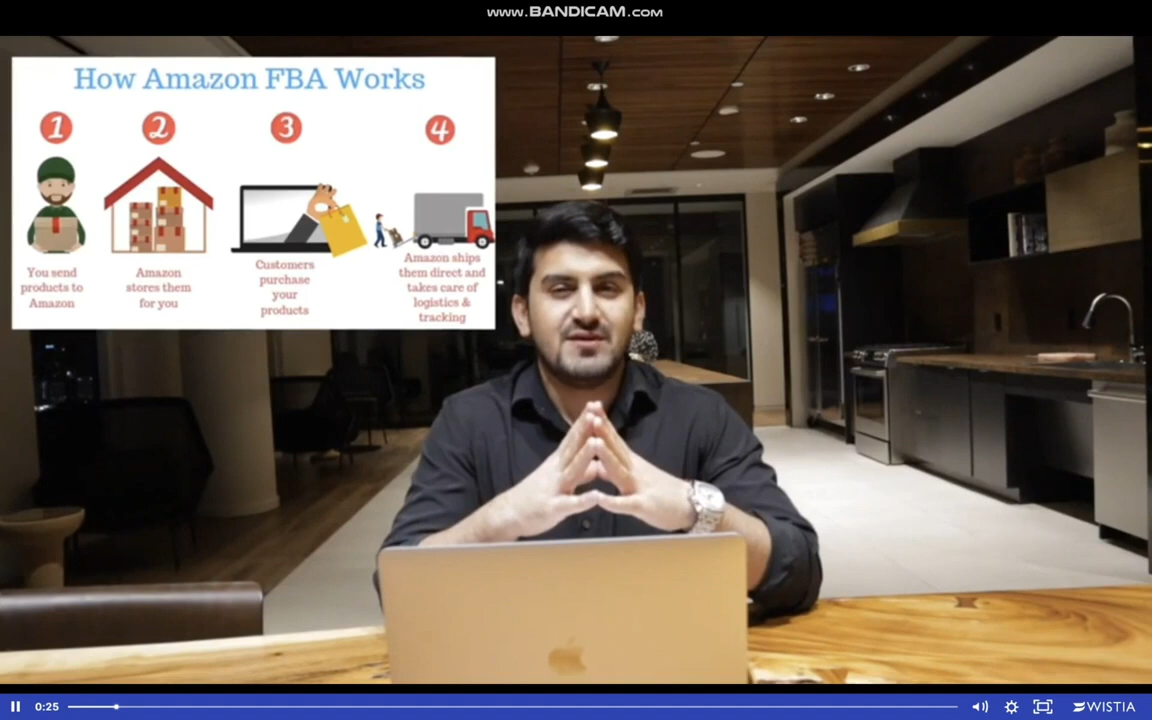 www.BANDICAM.com
How Amazon FBA Works
1
2
3
4
You send
products to
Amazon
Amazon
stores them
for you
Customers
purchase
your
products
Amazon ships
them direct and
takes care of
logistics &
tracking
0:25
WISTIA